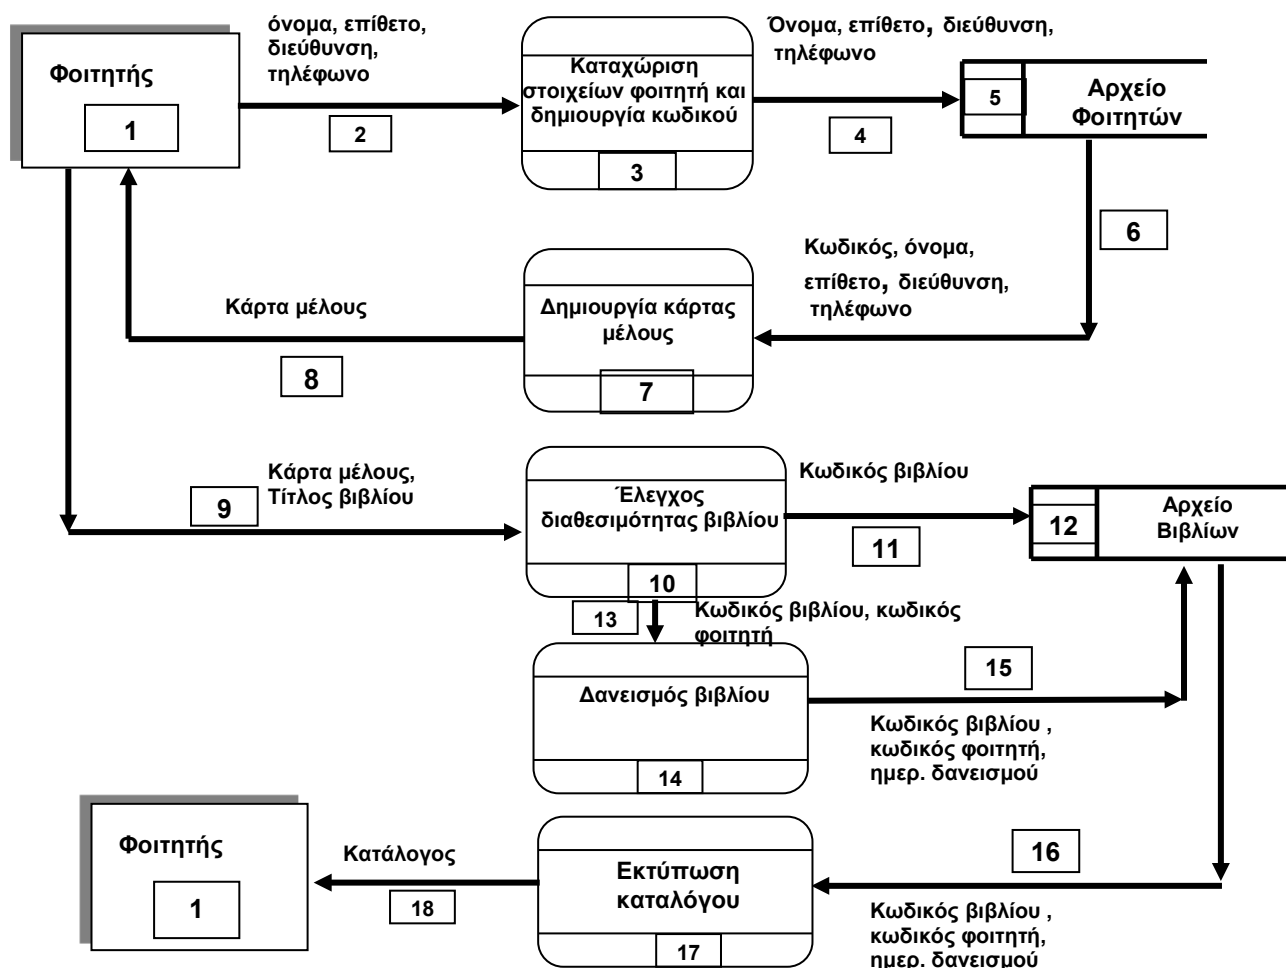 όνομα, επίθετο,
διεύθυνση,
τηλέφωνο
Όνομα, επίθετο, διεύθυνση,
τηλέφωνο
Φοιτητής
1
2
Καταχώριση
στοιχείων φοιτητή και
δημιουργία κωδικού
3
4
5
Αρχείο
Φοιτητών
6
Κωδικός, όνομα,
επίθετο, διεύθυνση,
τηλέφωνο
Δημιουργία κάρτας
μέλους
7
Κάρτα μέλους
8
Κάρτα μέλους,
Τίτλος βιβλίου
9
Έλεγχος
διαθεσιμότητας βιβλίου
10
Κωδικός βιβλίου
11
12
Αρχείο
Βιβλίων
13
Κωδικός βιβλίου, κωδικός
φοιτητή
Δανεισμός βιβλίου
14
15
Κωδικός βιβλίου ,
κωδικός φοιτητή,
ημερ. δανεισμού
16
Κωδικός βιβλίου ,
κωδικός φοιτητή,
ημερ. δανεισμού
Εκτύπωση
καταλόγου
17
Κατάλογος
18
Φοιτητής
1